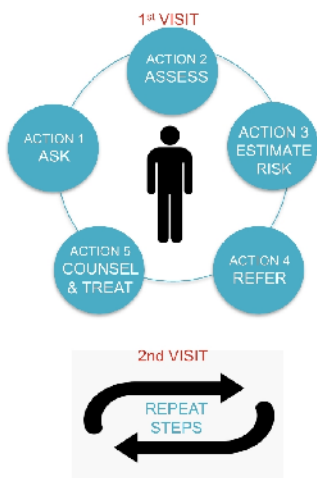 1st VISIT
ACTION 2
ASSESS
ACTION 1
ASK
ACTION 3
ESTIMATE
RISK
ACTION 5
COUNSEL
& TREAT
ACTION 4
REFER
2nd VISIT
REPEAT
STEPS